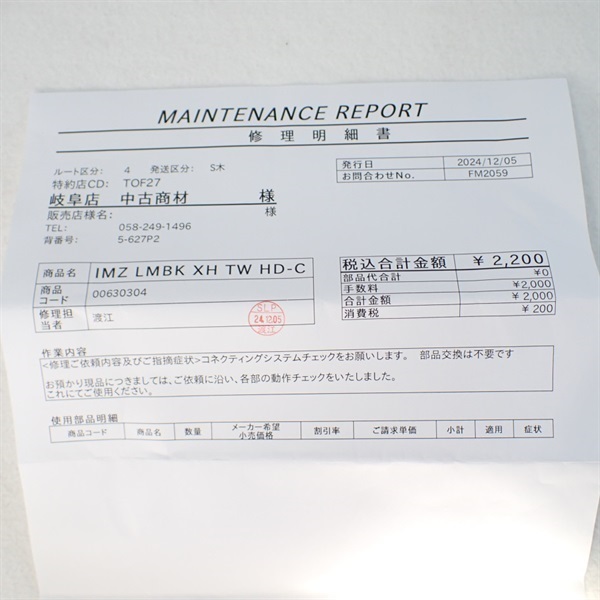 MAINTENANCE REPORT
修理明細書
ルート区分: 4 発送区分: S木
特約店CD: TOF27
岐阜店 中古商材 様
販売店様名: 様
TEL: 058-249-1496
背番号: 5-627P2
発行日 2024/12/05
お問合わせNo. FM2059
商品名 IMZ LMBK XH TW HD-C
商品コード 00630304
修理担当者 渡江
SLP
24.12.05
渡江
税込合計金額 ¥ 2,200
部品代合計 ¥0
手数料 ¥2,000
合計金額 ¥ 2,000
消費税 ¥ 200
作業内容
<修理ご依頼内容及びご指摘症状>コネクティングシステムチェックをお願いします。 部品交換は不要です
お預かり現品につきましては、ご依頼に沿い、各部の動作チェックをいたしました。
これにてご使用ください。
使用部品明細
商品コード 商品名 数量 メーカー希望小売価格 割引率 ご請求単価 小計 適用 症状